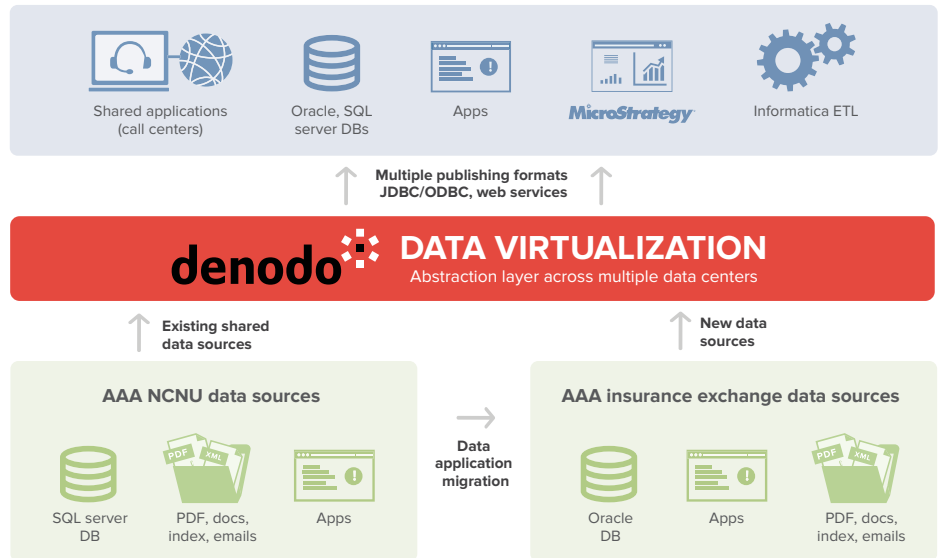 Shared applications
(call centers)
Oracle, SQL
server DBs
Apps
MicroStrategy
Informatica ETL
Multiple publishing formats
JDBC/ODBC, web services
denodo
DATA VIRTUALIZATION
Abstraction layer across multiple data centers
Existing shared
data sources
New data
sources
AAA NCNU data sources
PDF
XML
SQL server
DB
PDF, docs,
index, emails
Apps
Data
application
migration
AAA insurance exchange data sources
PDF
XML
Oracle
DB
Apps
PDF, docs,
index, emails